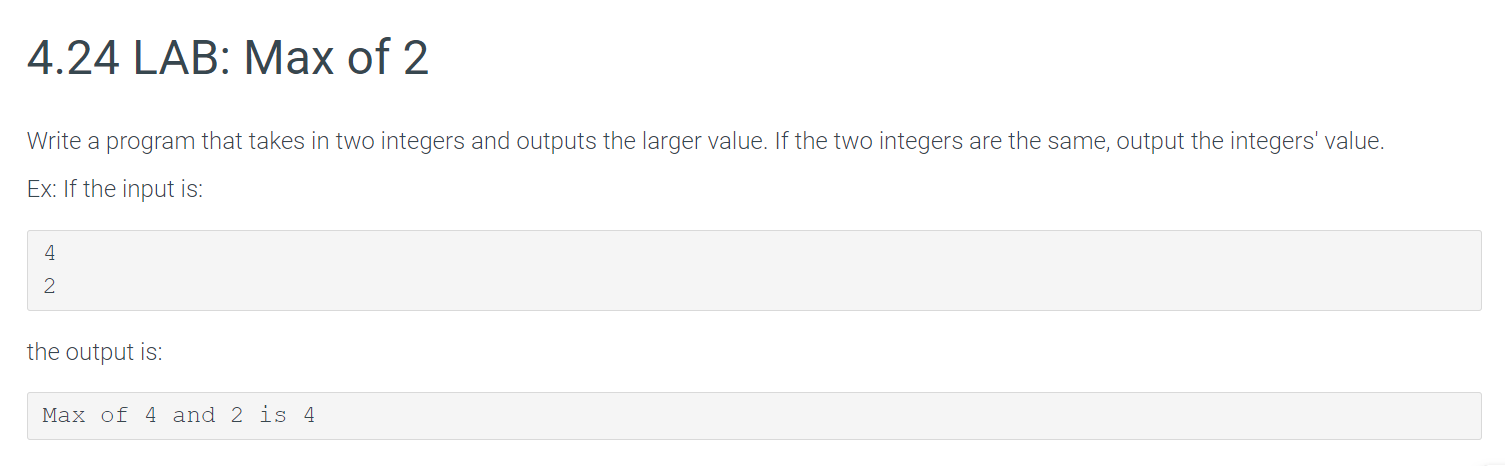 4.24 LAB: Max of 2
Write a program that takes in two integers and outputs the larger value. If the two integers are the same, output the integers' value.
Ex: If the input is:
4
2
the output is:
Max of 4 and 2 is 4